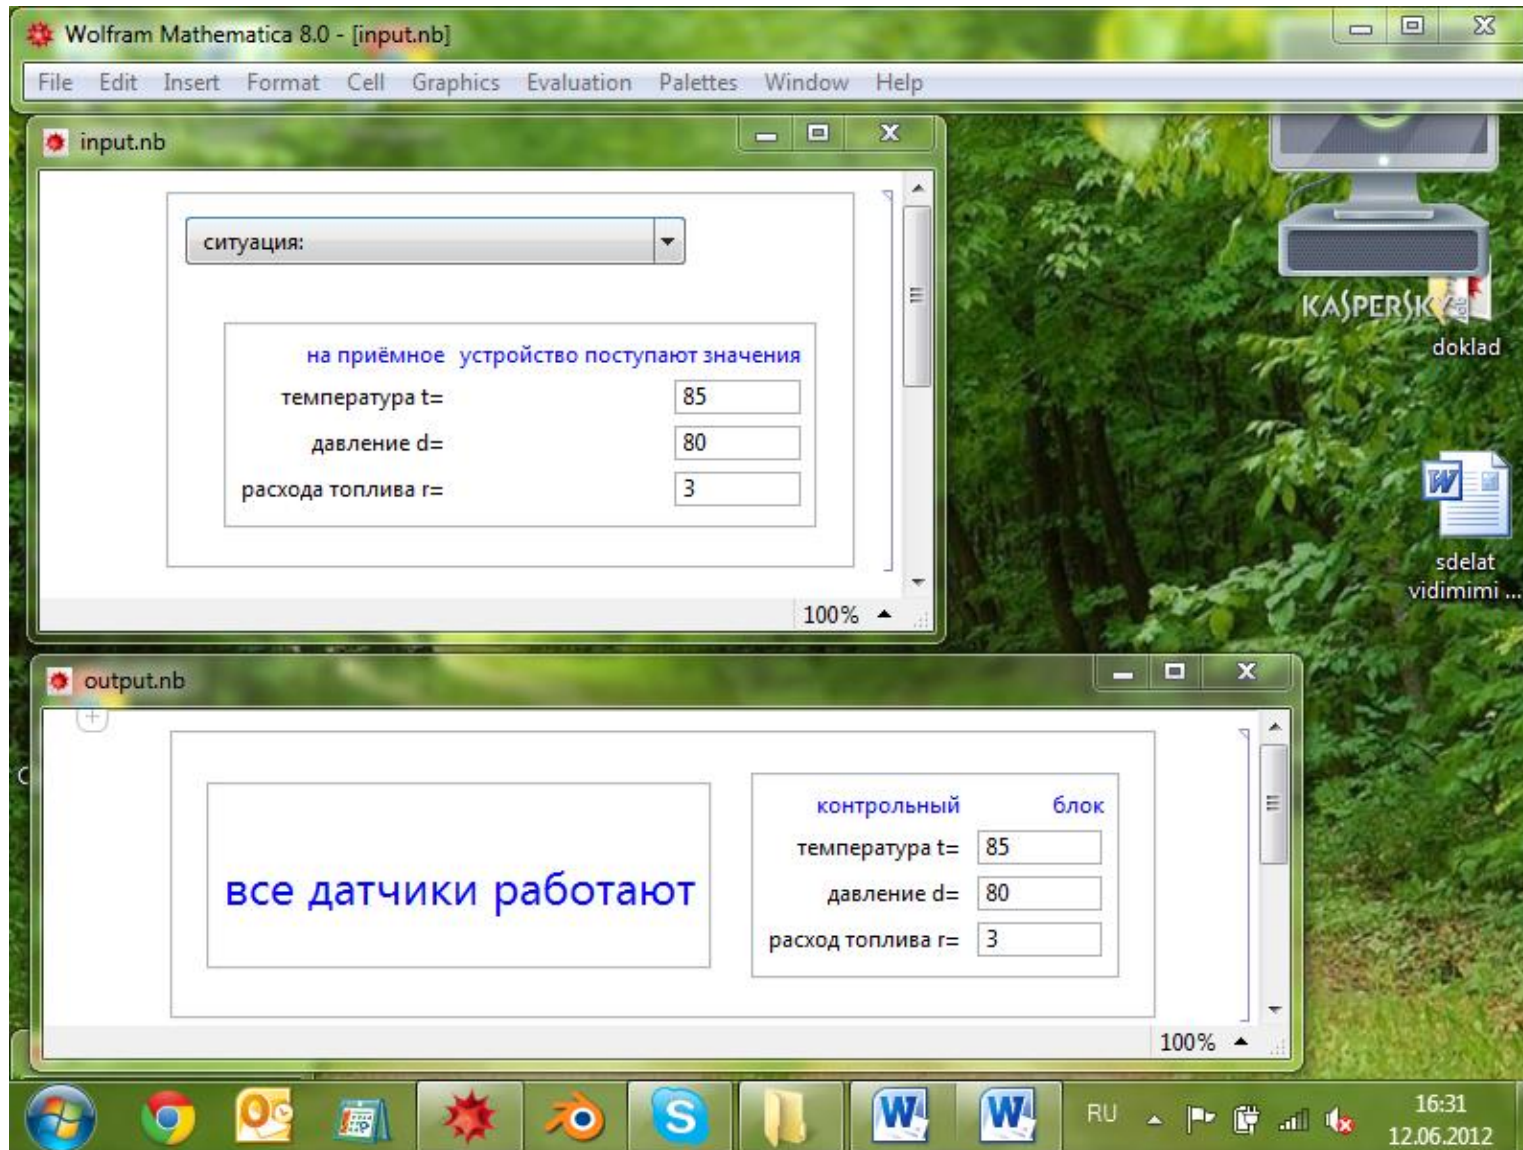 Wolfram Mathematica 8.0 - [input.nb]
File Edit Insert Format Cell Graphics Evaluation Palettes Window Help
input.nb
ситуация:
на приёмное устройство поступают значения
температура t= 85
давление d= 80
расхода топлива r= 3
100%
KASPERSKY
doklad
sdelat
vidimimi ...
output.nb
все датчики работают
контрольный блок
температура t= 85
давление d= 80
расход топлива r= 3
100%
RU
16:31
12.06.2012